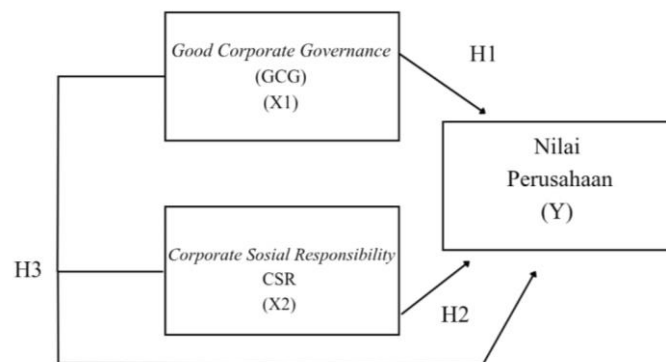 Good Corporate Governance
(GCG)
(X1)
H1
Nilai
Perusahaan
(Y)
Corporate Sosial Responsibility
CSR
(X2)
H2
H3